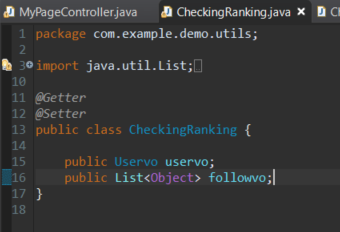 MyPageController.java CheckingRanking.java
1 package com.example.demo.utils;
2
3 import java.util.List;
10
11 @Getter
12 @Setter
13 public class CheckingRanking {
14
15 public Uservo uservo;
16 public List<Object> followvo;
17 }
18